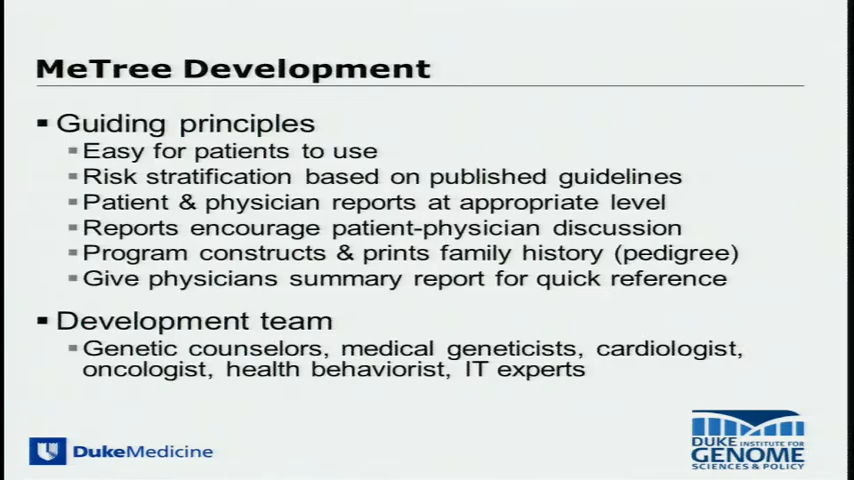 MeTree Development
Guiding principles
Easy for patients to use
Risk stratification based on published guidelines
Patient & physician reports at appropriate level
Reports encourage patient-physician discussion
Program constructs & prints family history (pedigree)
Give physicians summary report for quick reference
Development team
Genetic counselors, medical geneticists, cardiologist,
oncologist, health behaviorist, IT experts
DukeMedicine
DUKE INSTITUTE FOR
GENOME
SCIENCES & POLICY